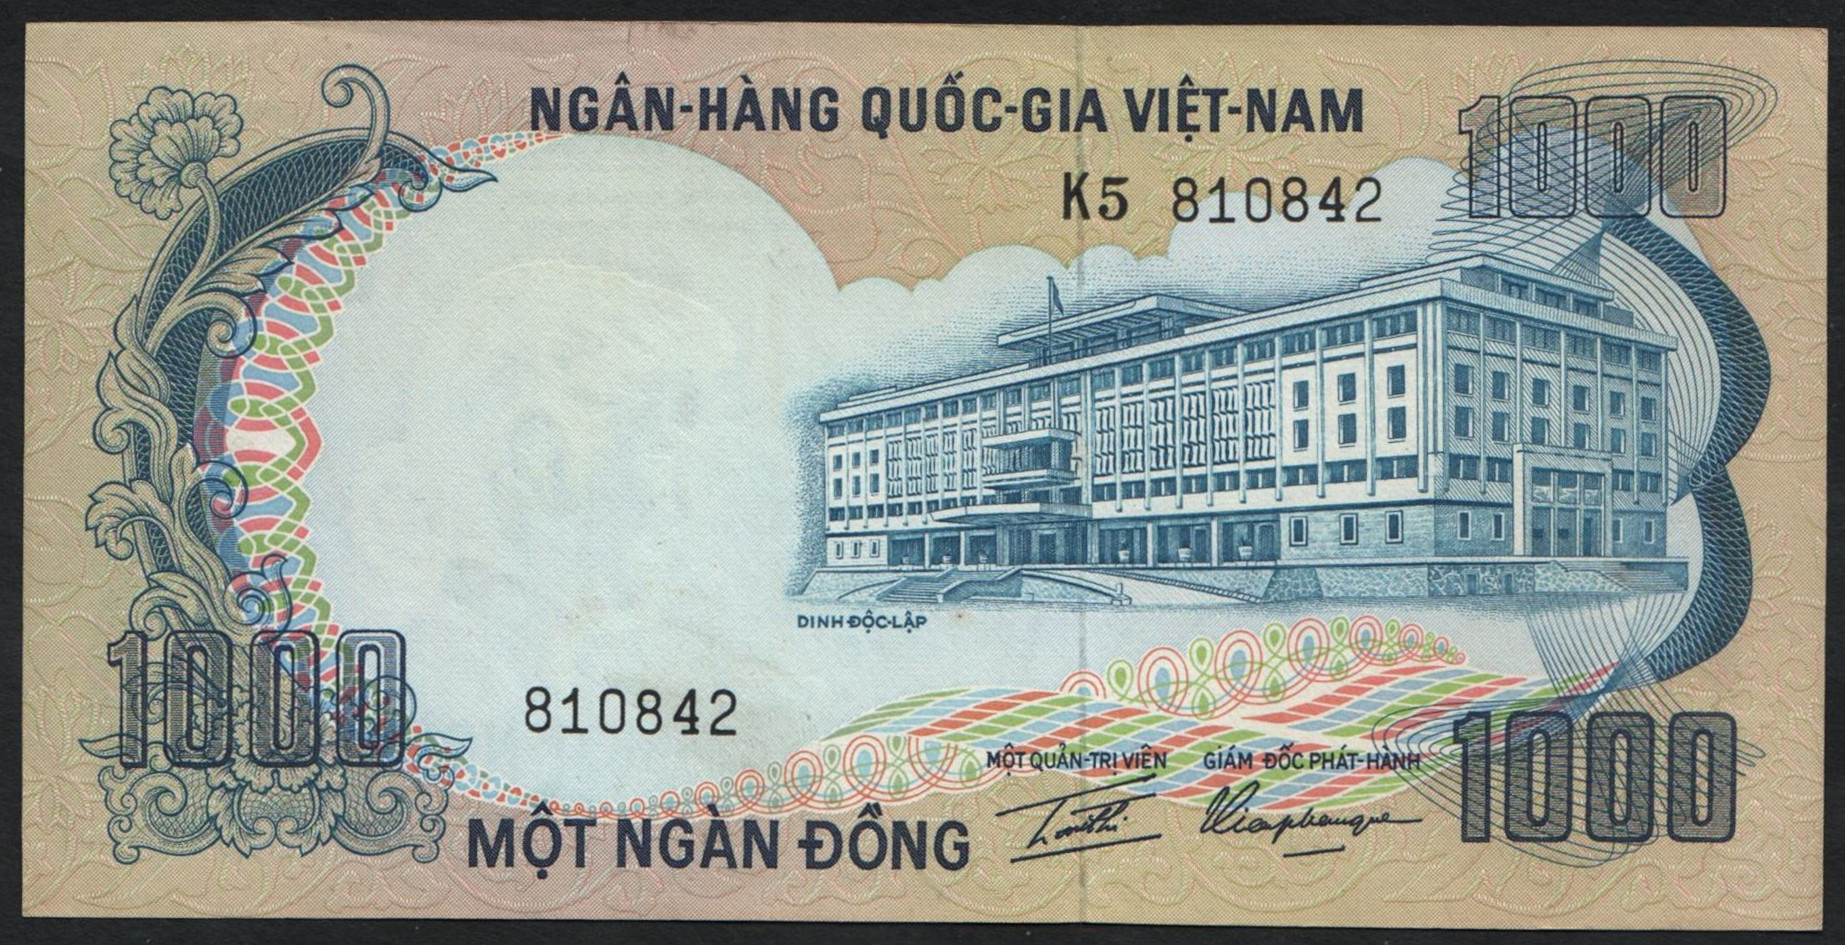 NGÂN-HÀNG QUỐC-GIA VIỆT-NAM
1000
K5 810842
DINH ĐỘC-LẬP
1000
810842
MỘT QUẢN-TRỊ VIÊN
GIÁM ĐỐC PHÁT-HÀNH
1000
MỘT NGÀN ĐỒNG